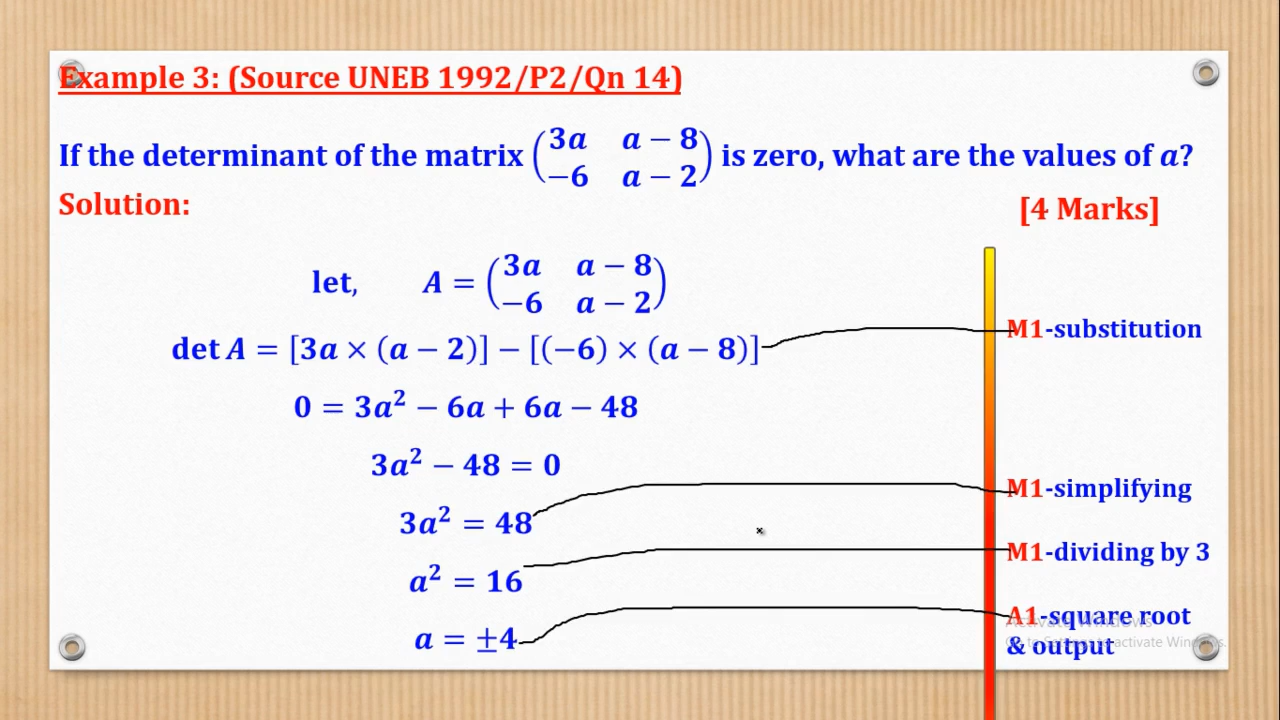 Example 3: (Source UNEB 1992/P2/Qn 14)
If the determinant of the matrix (3a a − 8 / −6 a − 2) is zero, what are the values of a?
Solution:
[4 Marks]
let, A = (3a a − 8 / −6 a − 2)
det A = [3a × (a − 2)] − [(−6) × (a − 8)]
M1-substitution
0 = 3a² − 6a + 6a − 48
3a² − 48 = 0
3a² = 48
M1-simplifying
a² = 16
M1-dividing by 3
a = ±4
A1-square root
& output
Activate Windows
Go to Settings to activate Windows.